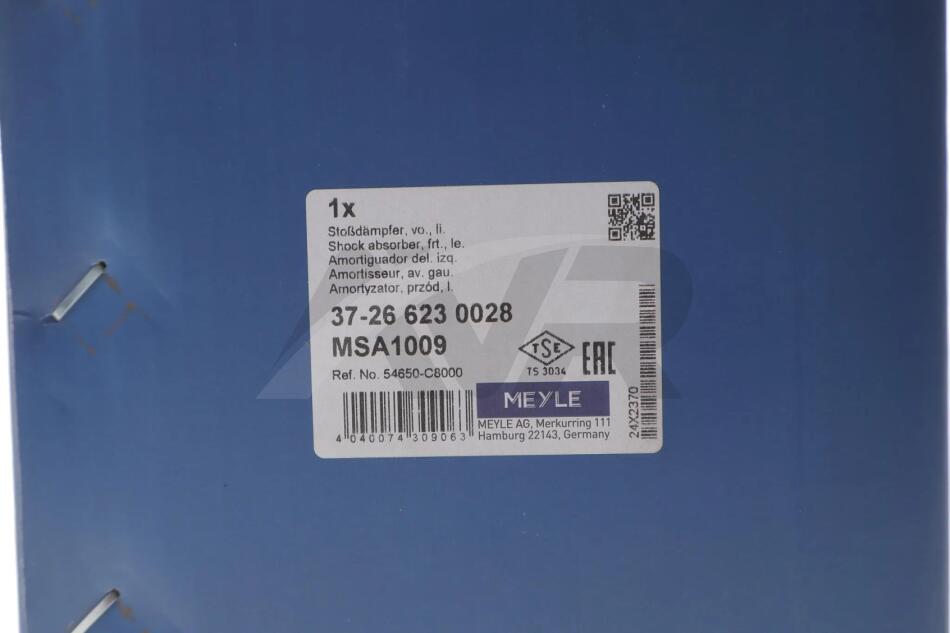 1x
Stoßdämpfer, vo., li.
Shock absorber, frt., le.
Amortiguador del. izq.
Amortisseur, av. gau.
Amortyzator, przód, l.
37-26 623 0028
MSA1009
Ref. No. 54650-C8000
TSE
TS 3034
EAC
MEYLE
MEYLE AG, Merkurring 111
Hamburg 22143, Germany
4 040074 309063
24X2370
AVR